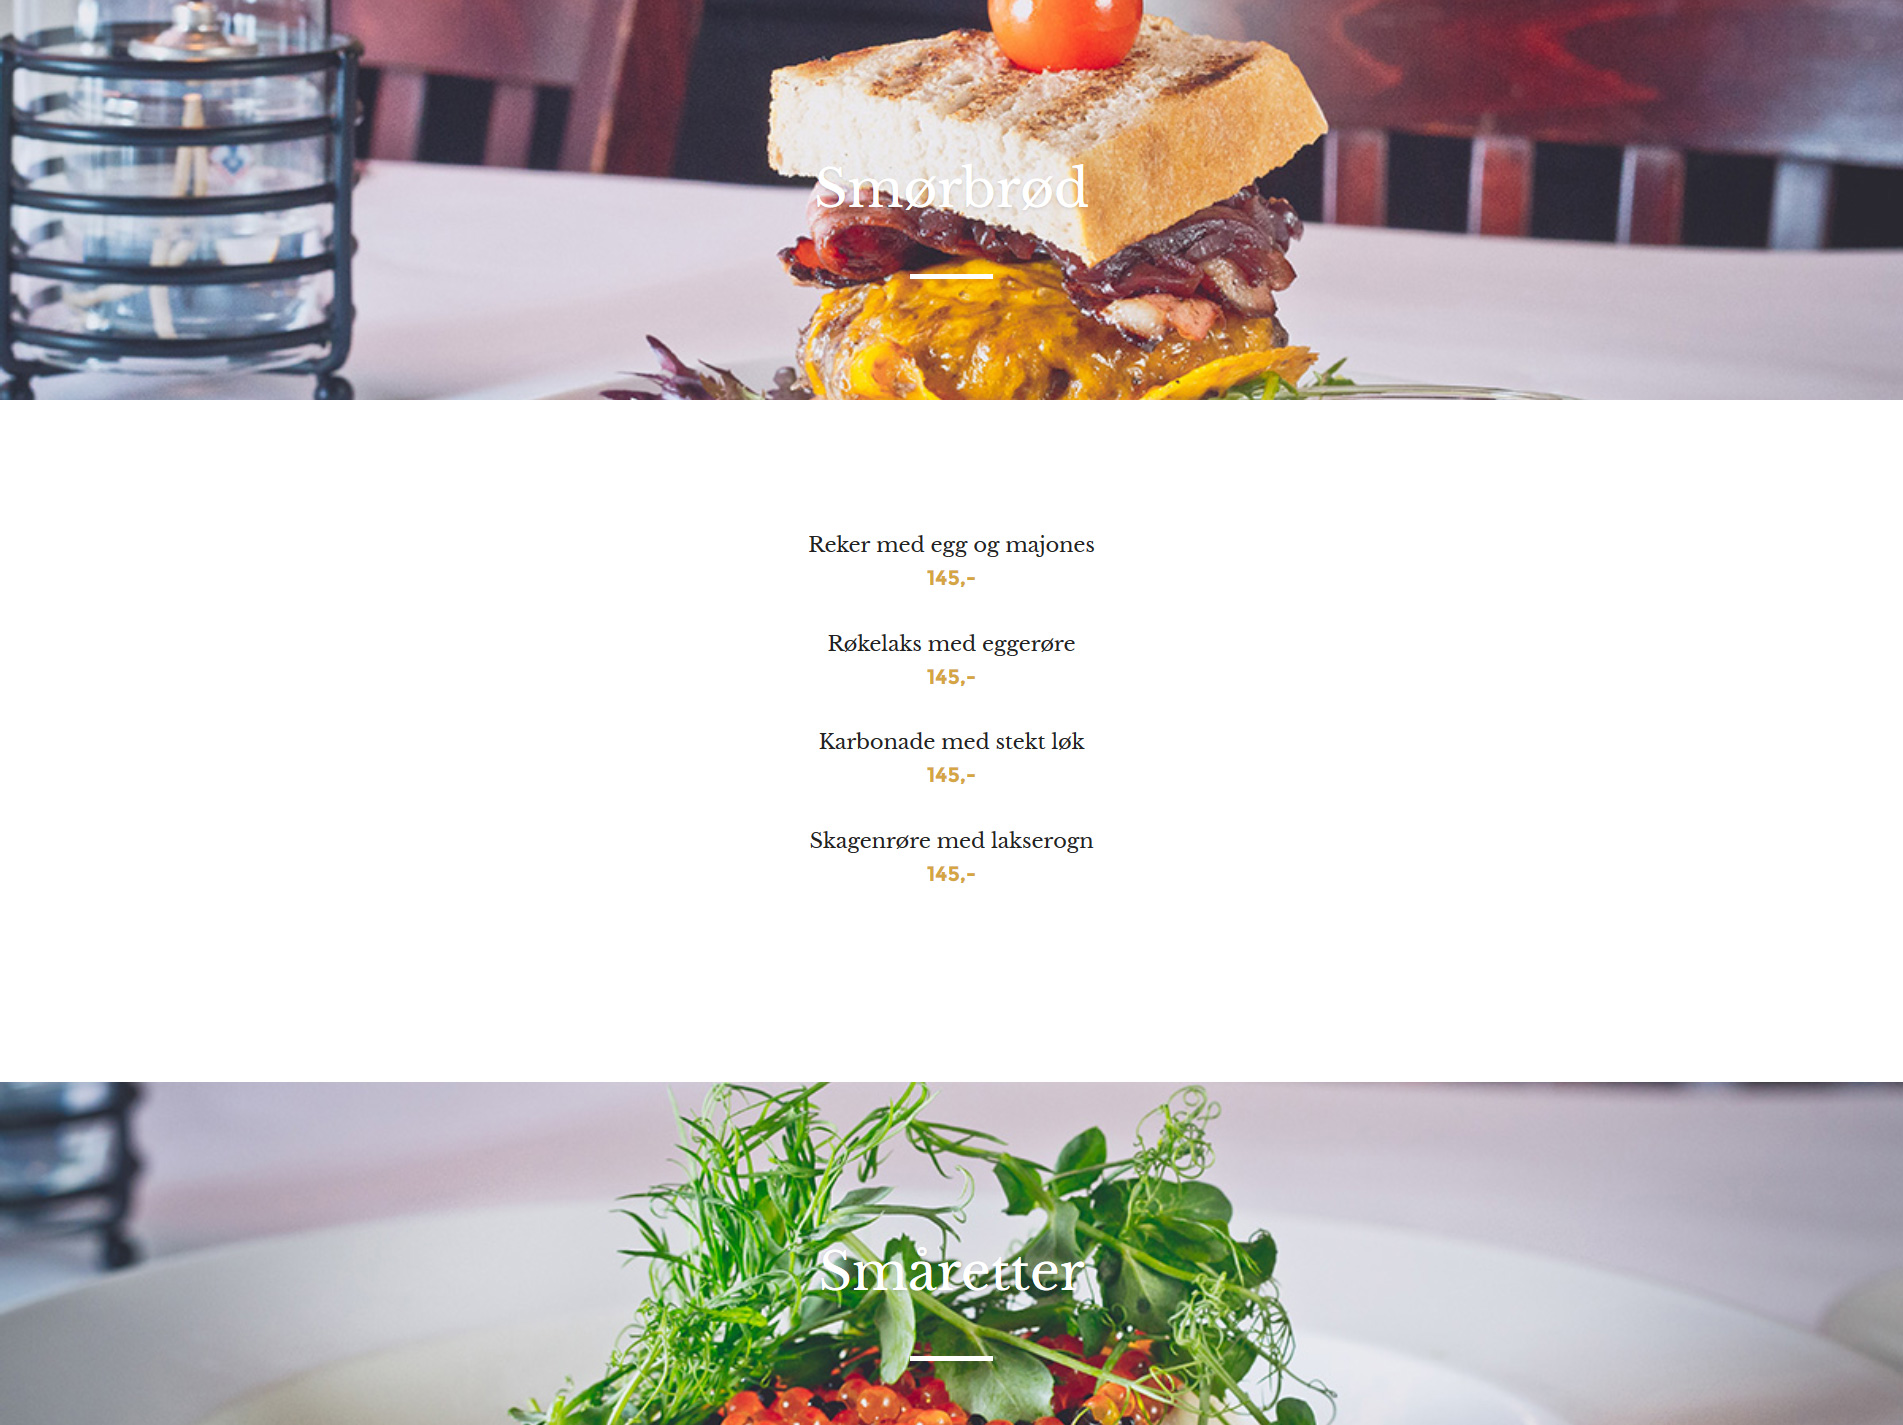 Smørbrød
Reker med egg og majones
145,-
Røkelaks med eggerøre
145,-
Karbonade med stekt løk
145,-
Skagenrøre med lakserogn
145,-
Småretter